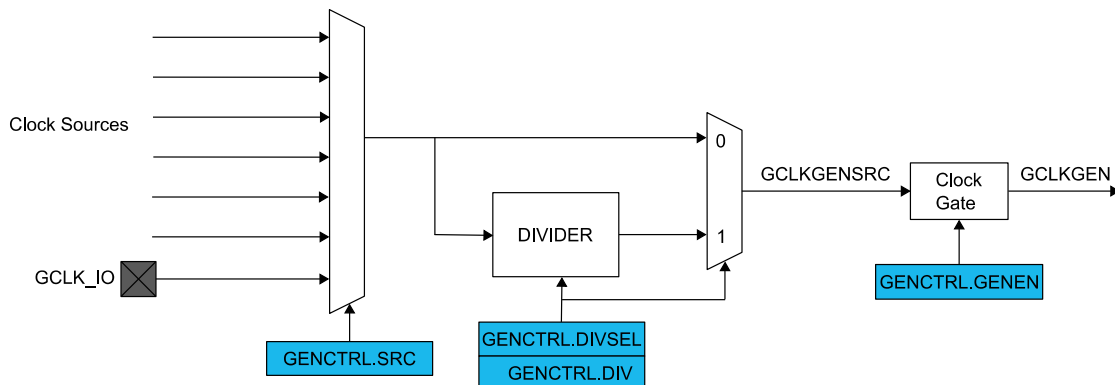 Clock Sources
GCLK_IO
GENCTRL.SRC
DIVIDER
GENCTRL.DIVSEL
GENCTRL.DIV
0
1
GCLKGENSRC
Clock
Gate
GENCTRL.GENEN
GCLKGEN